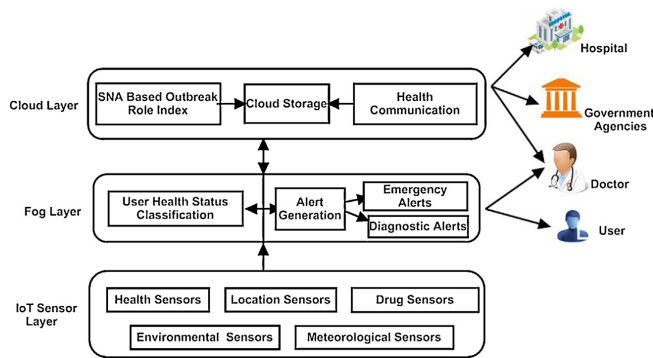 Hospital
Cloud Layer
SNA Based Outbreak
Role Index
Cloud Storage
Health
Communication
Government
Agencies
Fog Layer
User Health Status
Classification
Alert
Generation
Emergency
Alerts
Diagnostic Alerts
Doctor
User
IoT Sensor
Layer
Health Sensors
Location Sensors
Drug Sensors
Environmental Sensors
Meteorological Sensors